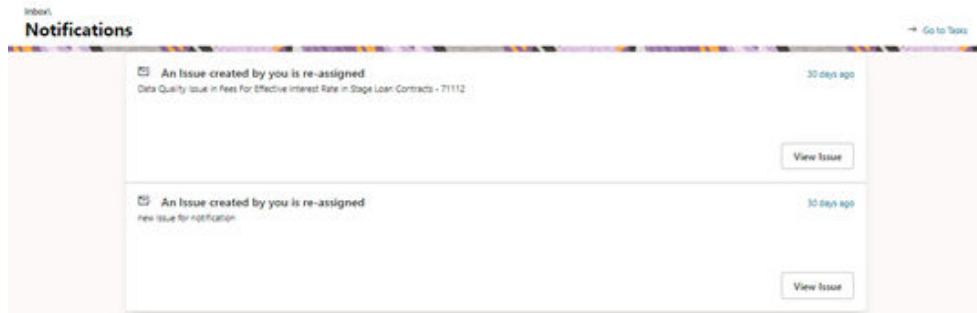 Inbox\
Notifications
→ Go to Tasks
An Issue created by you is re-assigned
30 days ago
Data Quality Issue in Fees For Effective Interest Rate in Stage Loan Contracts - 71112
View Issue
An Issue created by you is re-assigned
30 days ago
new issue for notification
View Issue